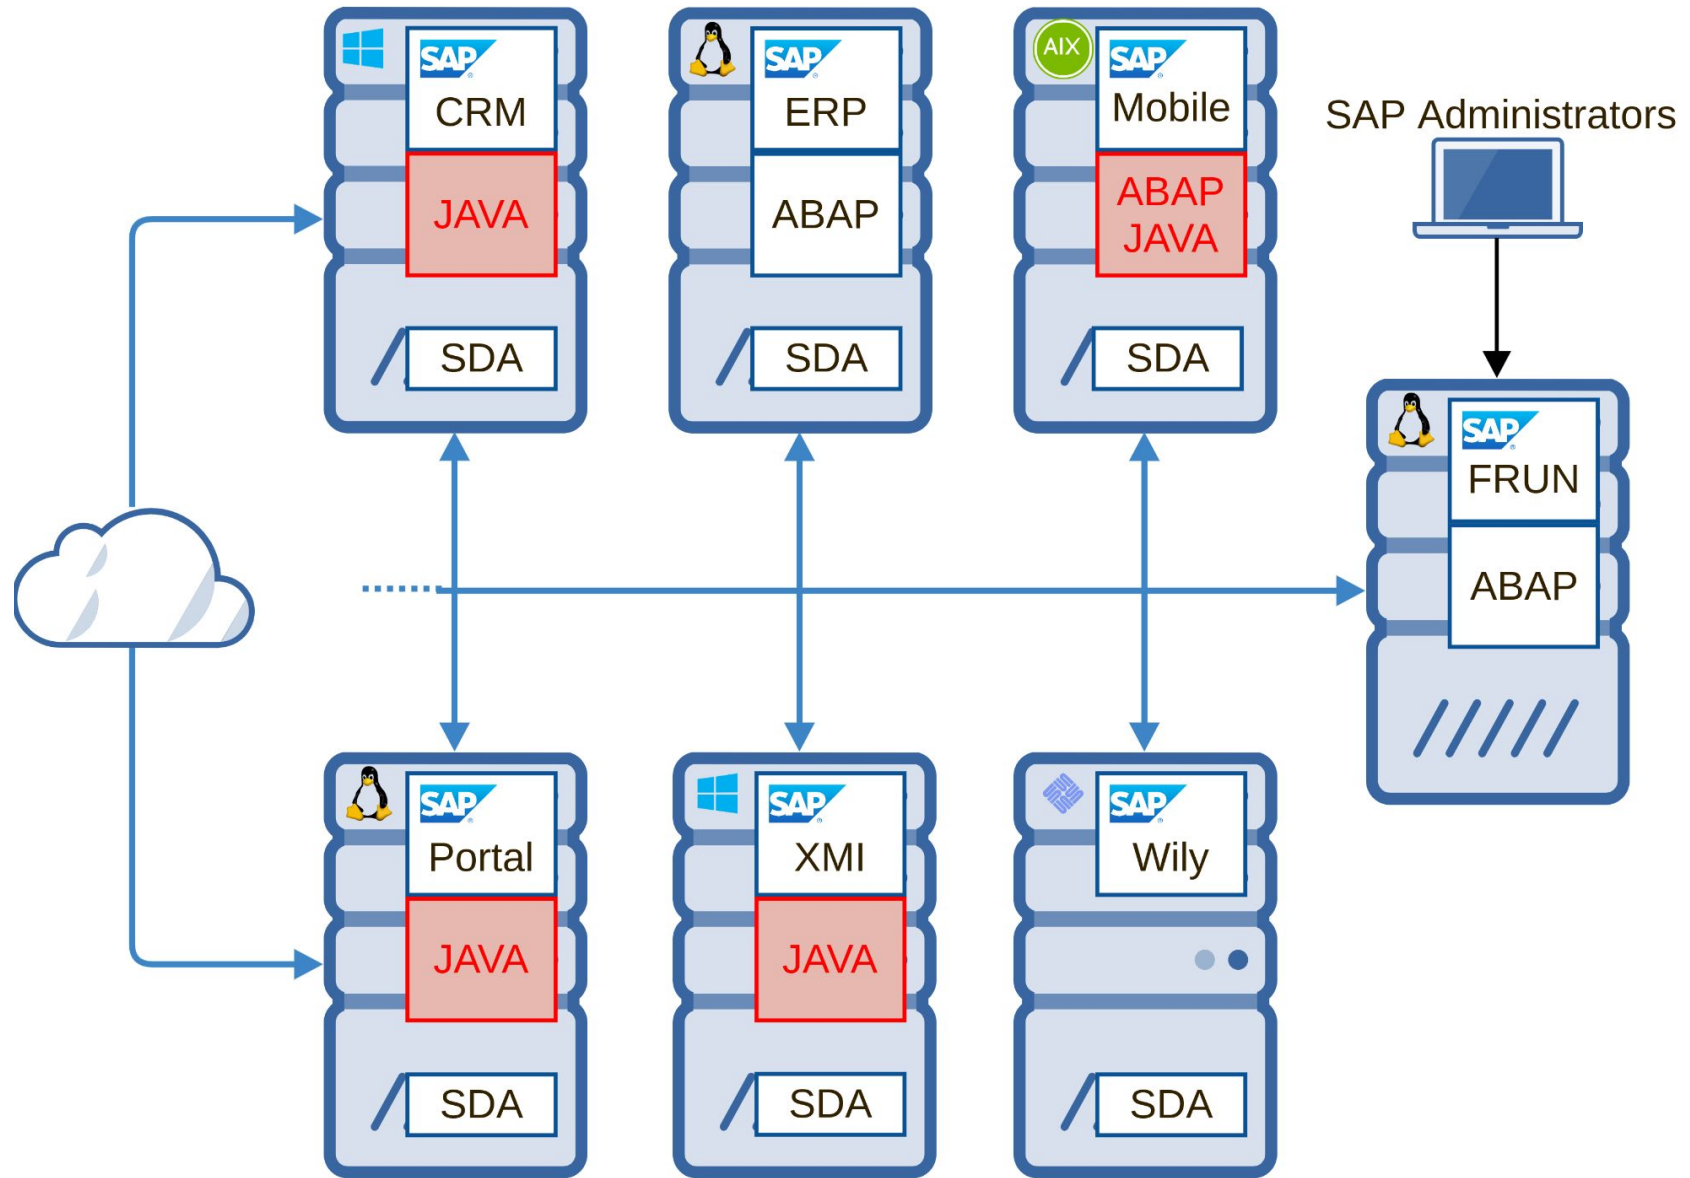 SAP
CRM
JAVA
SDA
SAP
ERP
ABAP
SDA
AIX
SAP
Mobile
ABAP
JAVA
SDA
SAP Administrators
SAP
FRUN
ABAP
SAP
Portal
JAVA
SDA
SAP
XMI
JAVA
SDA
SAP
Wily
SDA